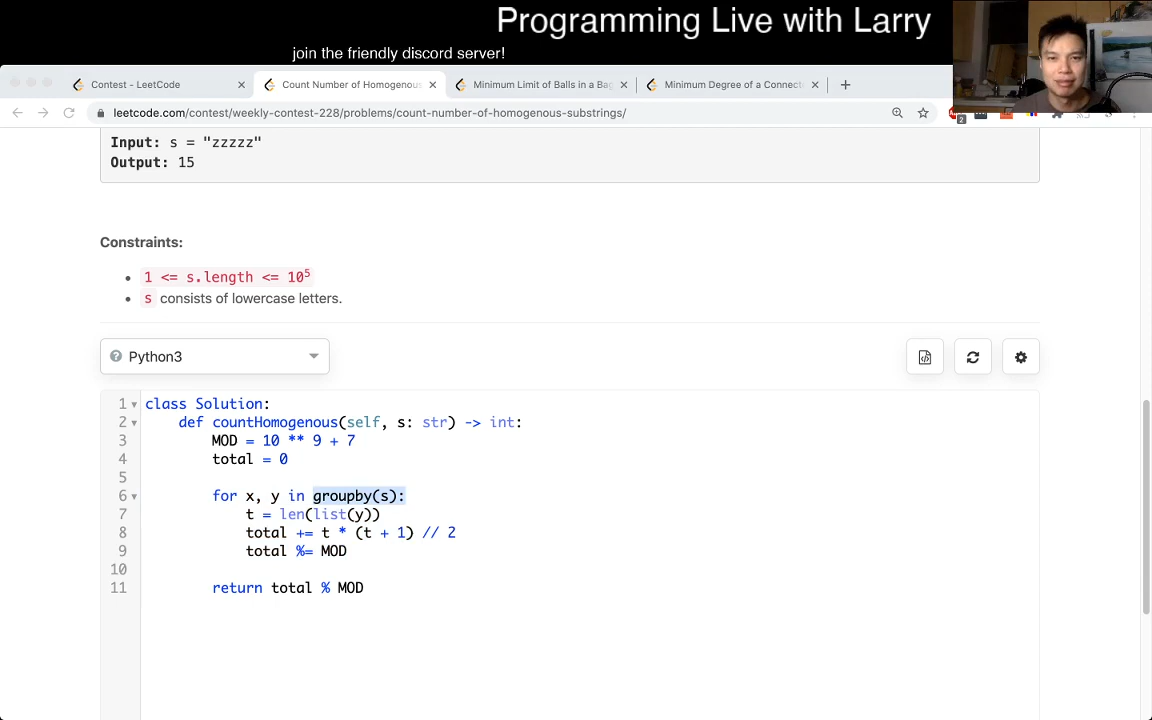 Programming Live with Larry
join the friendly discord server!
Contest - LeetCode
Count Number of Homogenou
Minimum Limit of Balls in a Bag
Minimum Degree of a Connect
leetcode.com/contest/weekly-contest-228/problems/count-number-of-homogenous-substrings/
Input: s = "zzzzz"
Output: 15
Constraints:
1 <= s.length <= 10⁵
s consists of lowercase letters.
Python3
1 class Solution:
2 def countHomogenous(self, s: str) -> int:
3 MOD = 10 ** 9 + 7
4 total = 0
5
6 for x, y in groupby(s):
7 t = len(list(y))
8 total += t * (t + 1) // 2
9 total %= MOD
10
11 return total % MOD